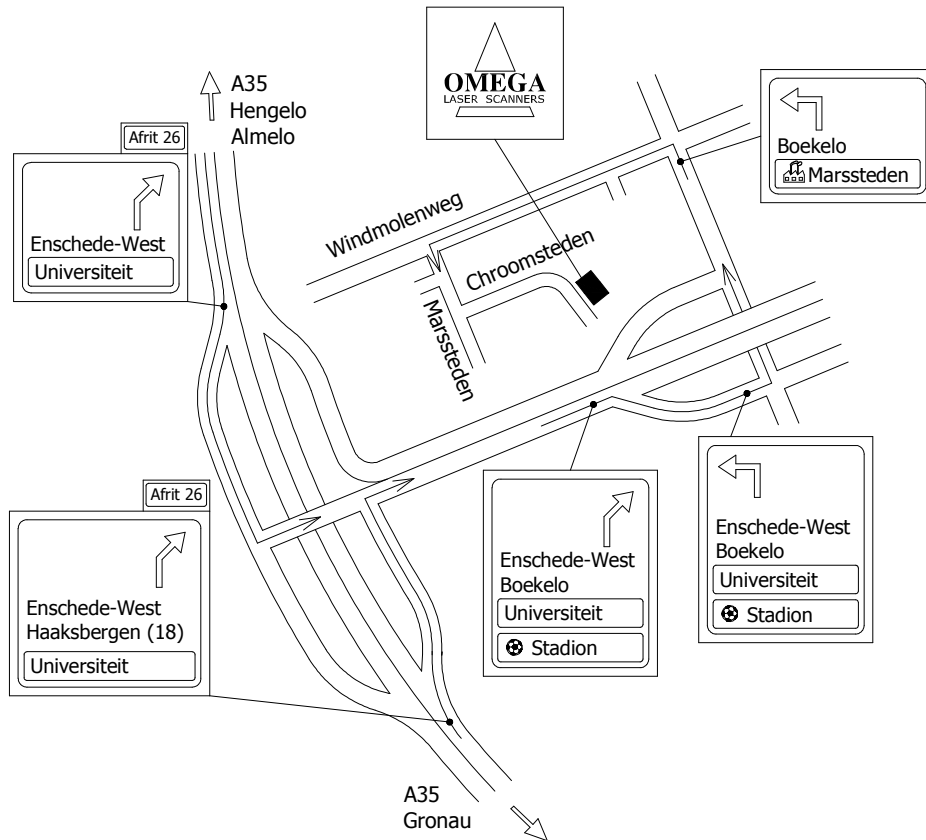 A35
Hengelo
Almelo
OMEGA
LASER SCANNERS
Afrit 26
Enschede-West
Universiteit
Boekelo
Marssteden
Windmolenweg
Chroomsteden
Marssteden
Afrit 26
Enschede-West
Haaksbergen (18)
Universiteit
Enschede-West
Boekelo
Universiteit
Stadion
Enschede-West
Boekelo
Universiteit
Stadion
A35
Gronau